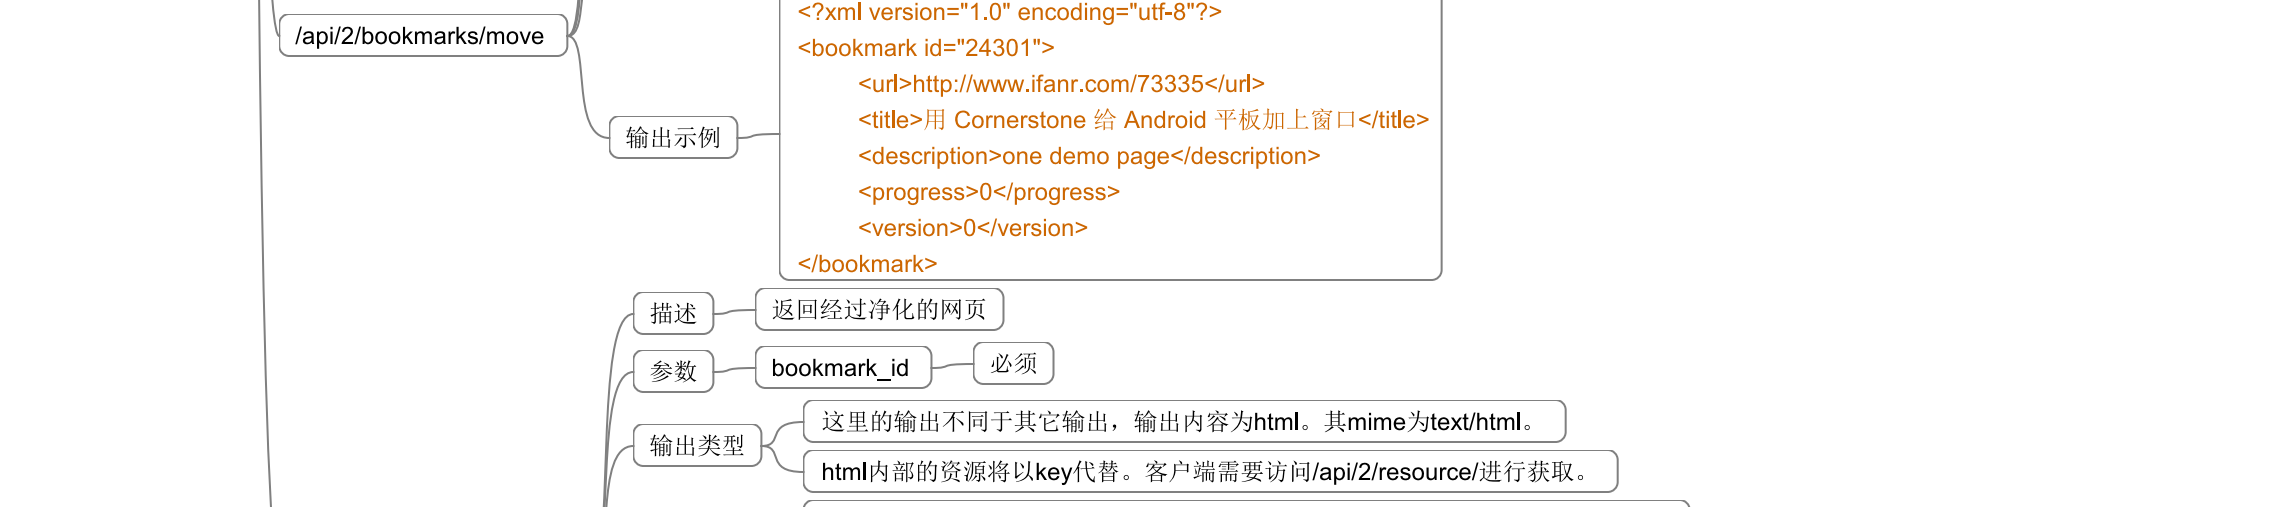 /api/2/bookmarks/move
输出示例
<?xml version="1.0" encoding="utf-8"?>
<bookmark id="24301">
<url>http://www.ifanr.com/73335</url>
<title>用 Cornerstone 给 Android 平板加上窗口</title>
<description>one demo page</description>
<progress>0</progress>
<version>0</version>
</bookmark>
描述
返回经过净化的网页
参数
bookmark_id
必须
输出类型
这里的输出不同于其它输出，输出内容为html。其mime为text/html。
html内部的资源将以key代替。客户端需要访问/api/2/resource/进行获取。